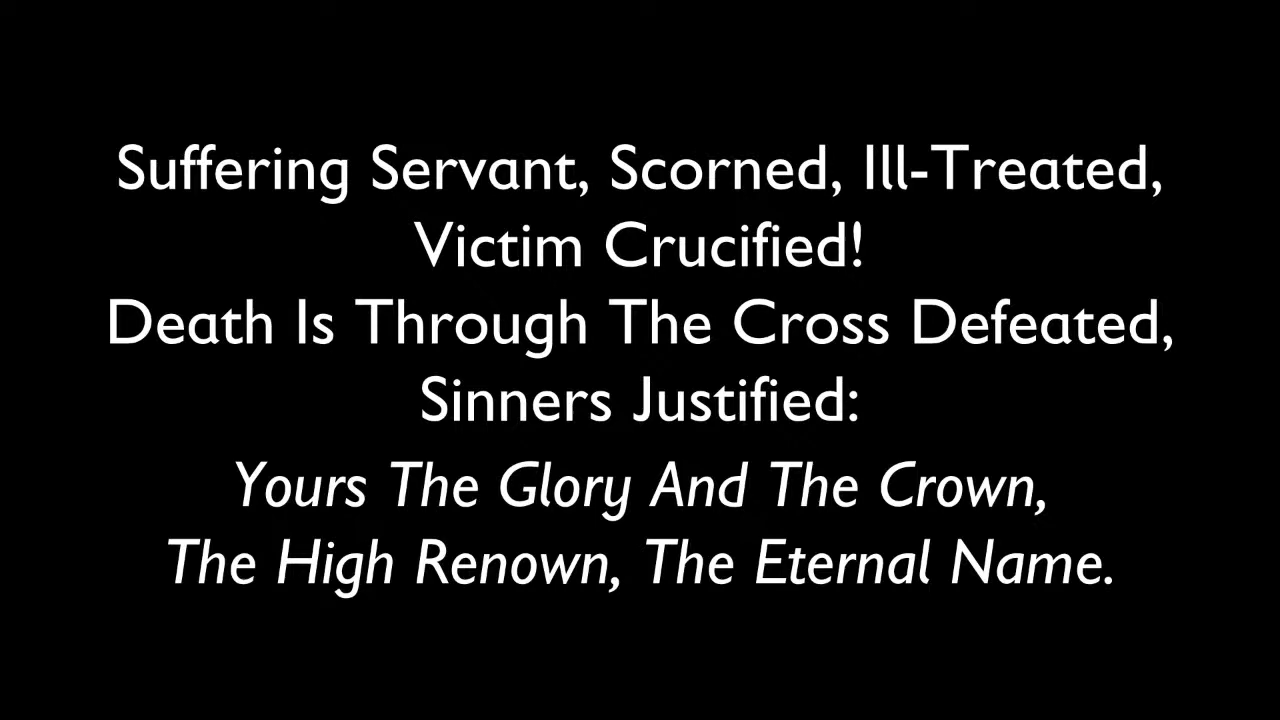 Suffering Servant, Scorned, Ill-Treated,
Victim Crucified!
Death Is Through The Cross Defeated,
Sinners Justified:
Yours The Glory And The Crown,
The High Renown, The Eternal Name.